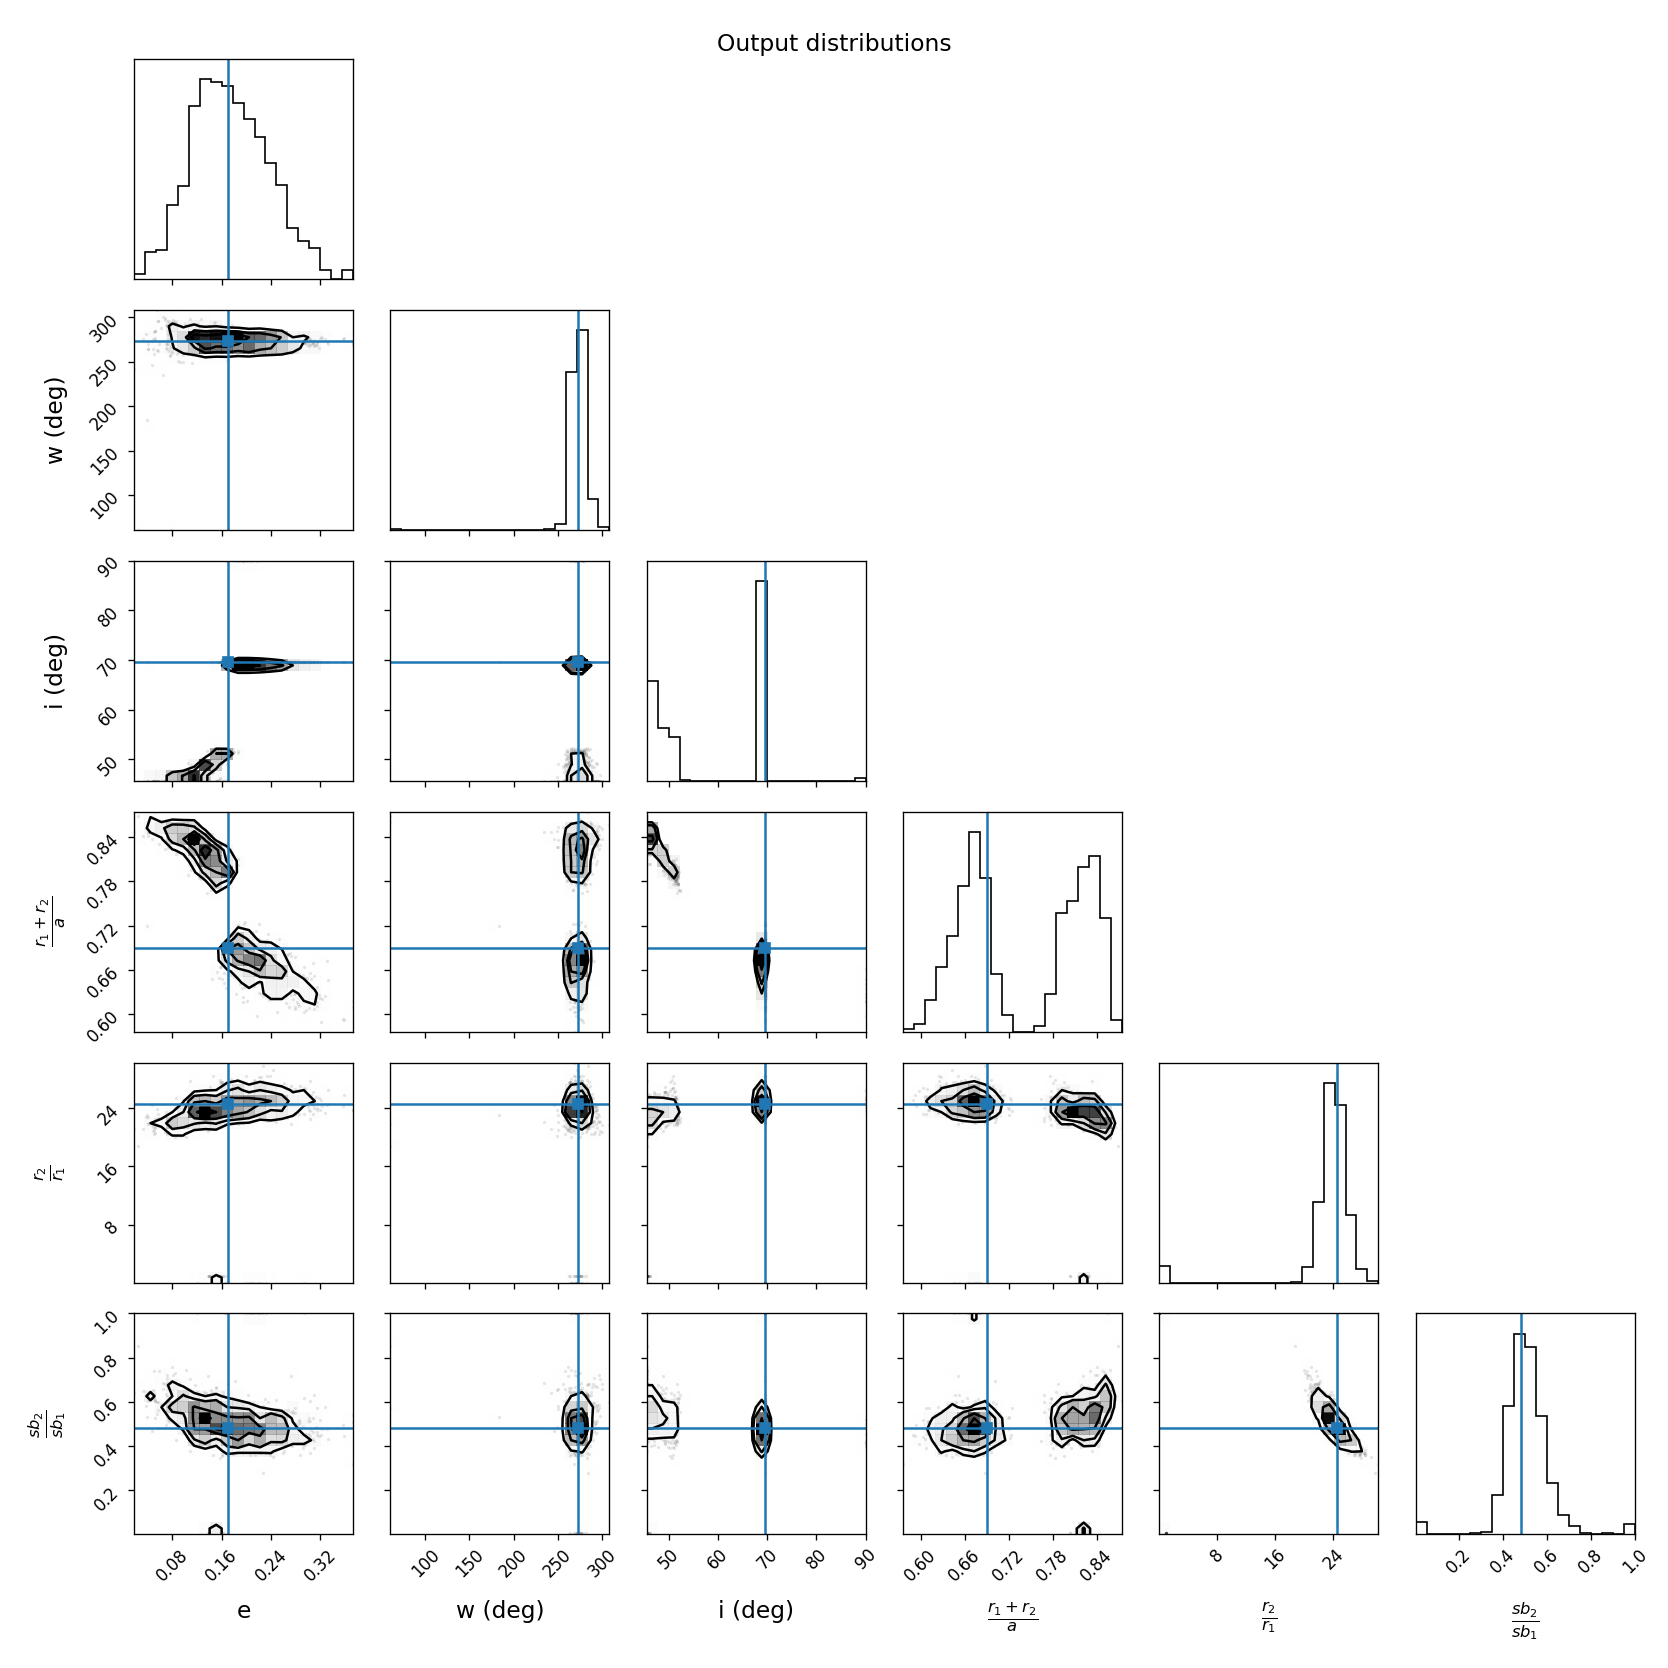 Output distributions
w (deg)
300
250
200
150
100
i (deg)
90
80
70
60
50
r₁ + r₂
a
0.84
0.78
0.72
0.66
0.60
r₂
r₁
24
16
8
sb₂
sb₁
1.0
0.8
0.6
0.4
0.2
0.08 0.16 0.24 0.32 100 150 200 250 300 50 60 70 80 90 0.60 0.66 0.72 0.78 0.84 8 16 24 0.2 0.4 0.6 0.8 1.0
e w (deg) i (deg) r₁ + r₂ r₂ sb₂
a r₁ sb₁